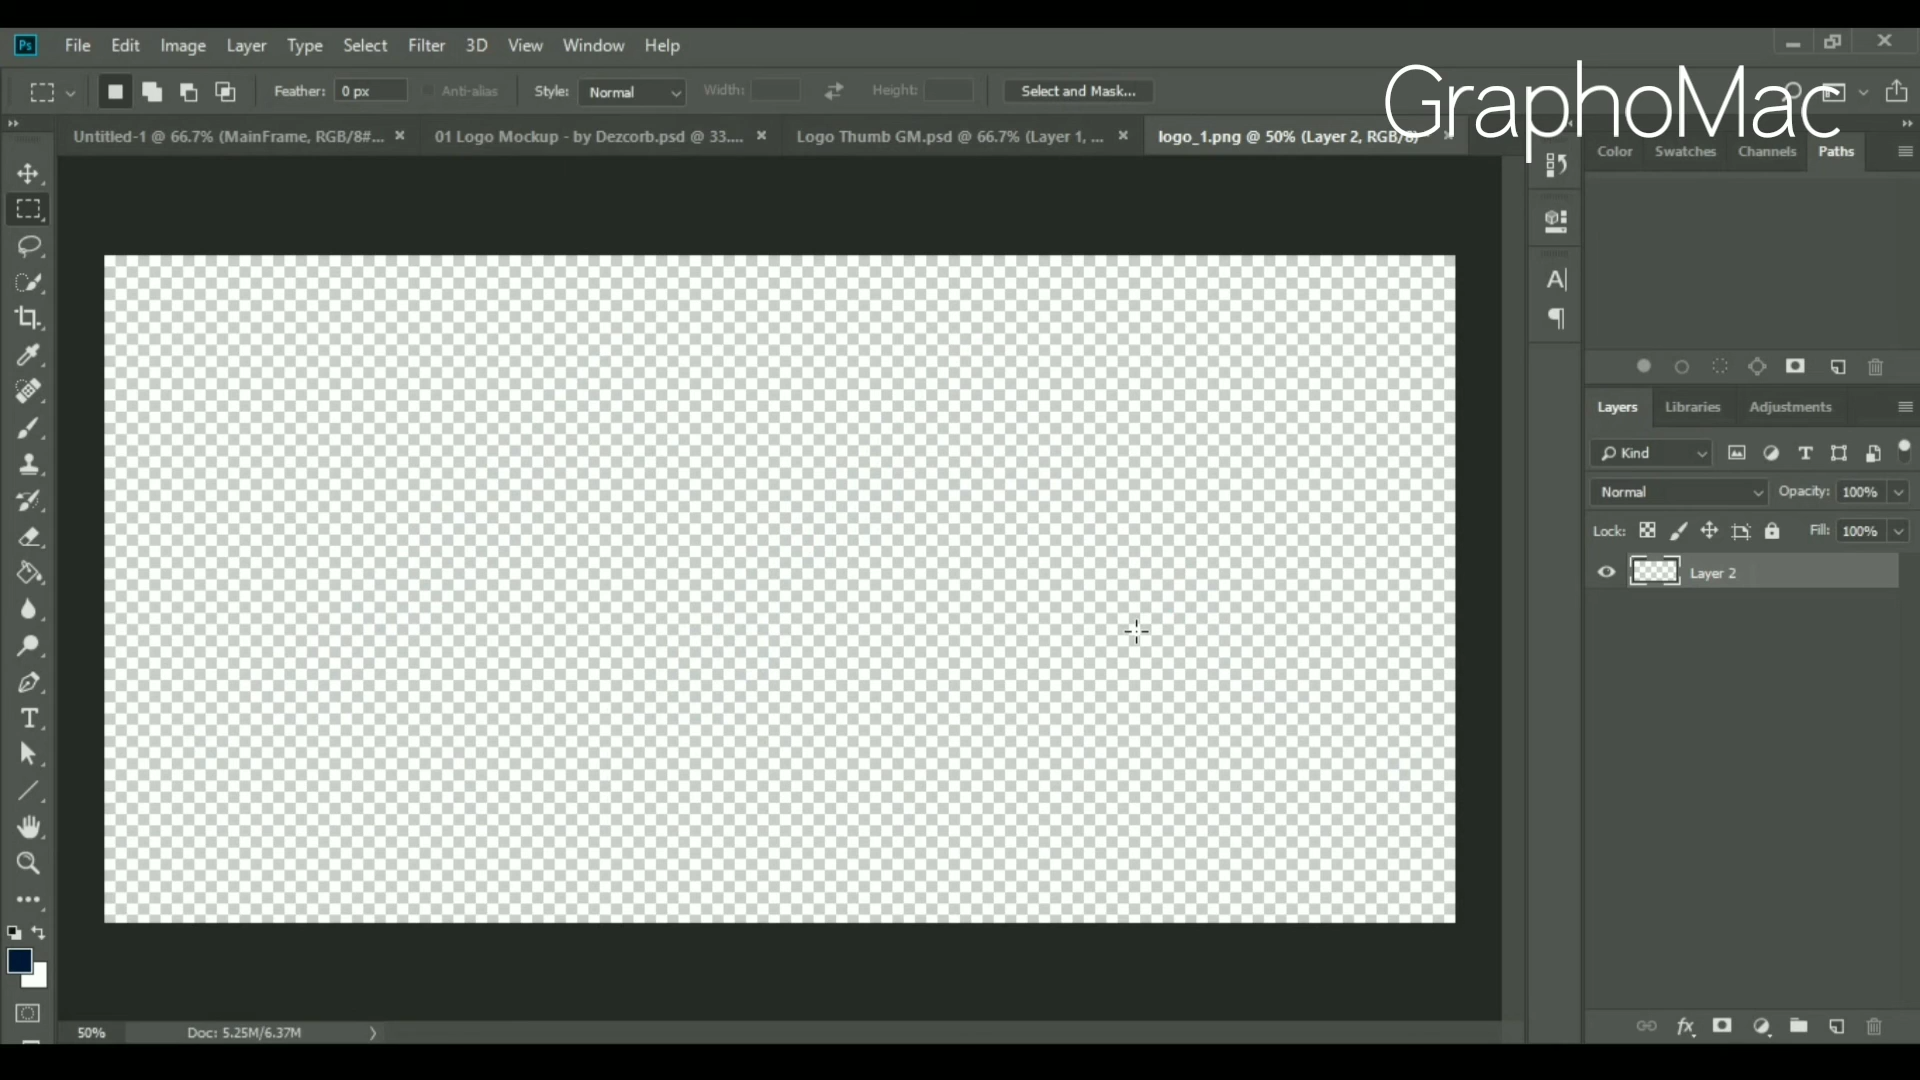 Ps File Edit Image Layer Type Select Filter 3D View Window Help
Feather: 0 px Anti-alias Style: Normal Width: Height: Select and Mask...
GraphoMac
Untitled-1 @ 66.7% (MainFrame, RGB/8#... 01 Logo Mockup - by Dezcorb.psd @ 33.... Logo Thumb GM.psd @ 66.7% (Layer 1, ... logo_1.png @ 50% (Layer 2, RGB/8)
Color Swatches Channels Paths
Layers Libraries Adjustments
Kind
Normal Opacity: 100%
Lock: Fill: 100%
Layer 2
50% Doc: 5.25M/6.37M